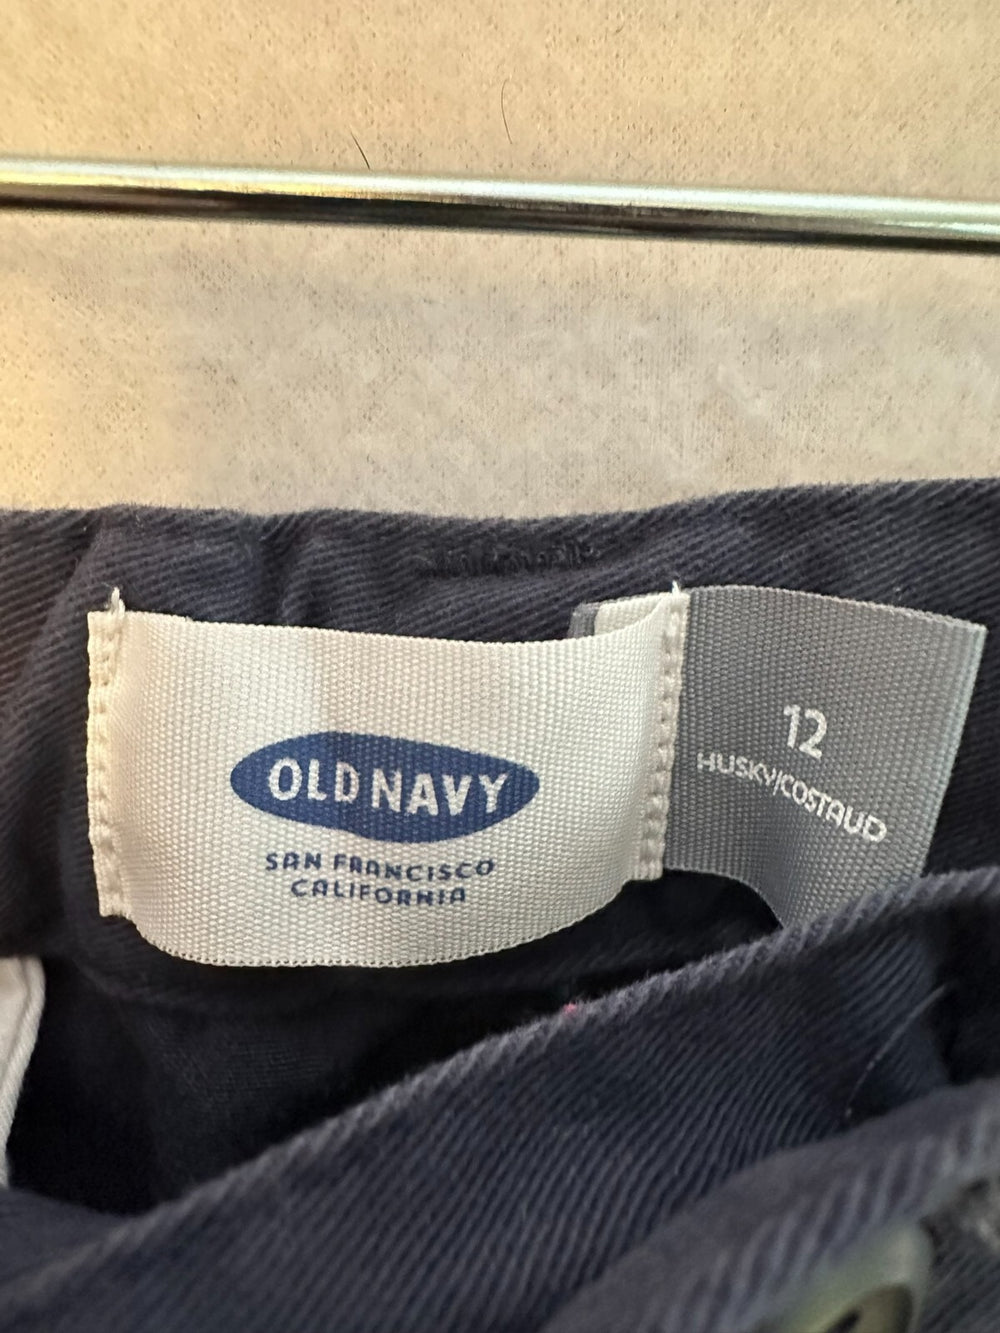 OLD NAVY
SAN FRANCISCO
CALIFORNIA
12
HUSKY/COSTAUD